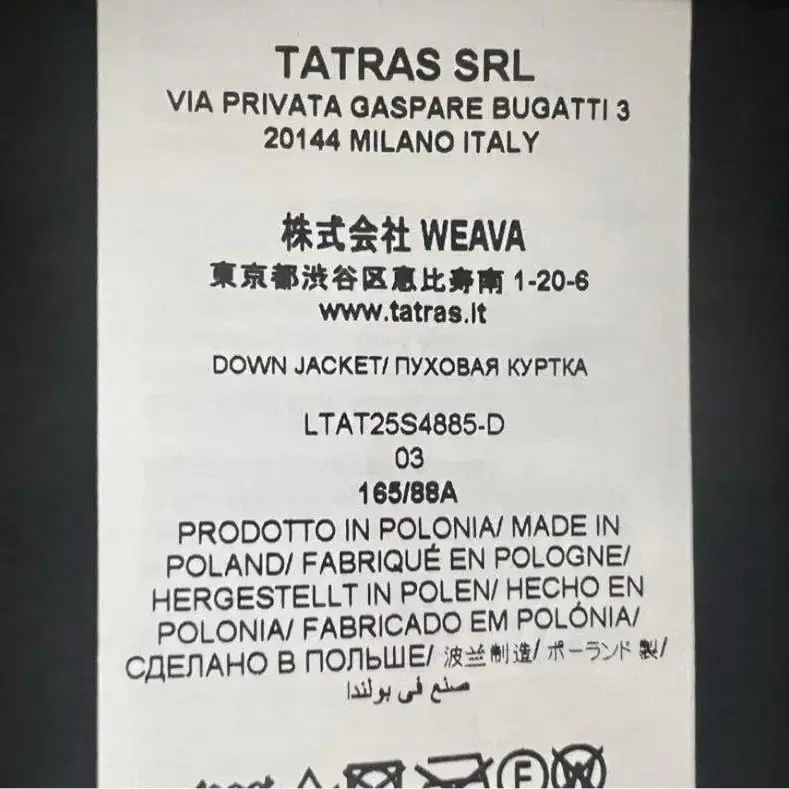 TATRAS SRL
VIA PRIVATA GASPARE BUGATTI 3
20144 MILANO ITALY
株式会社 WEAVA
東京都渋谷区恵比寿南 1-20-6
www.tatras.it
DOWN JACKET/ ПУХОВАЯ КУРТКА
LTAT25S4885-D
03
165/88A
PRODOTTO IN POLONIA/ MADE IN
POLAND/ FABRIQUÉ EN POLOGNE/
HERGESTELLT IN POLEN/ HECHO EN
POLONIA/ FABRICADO EM POLÓNIA/
СДЕЛАНО В ПОЛЬШЕ/ 波兰制造/ ポーランド 製/
صنع في بولندا
F W